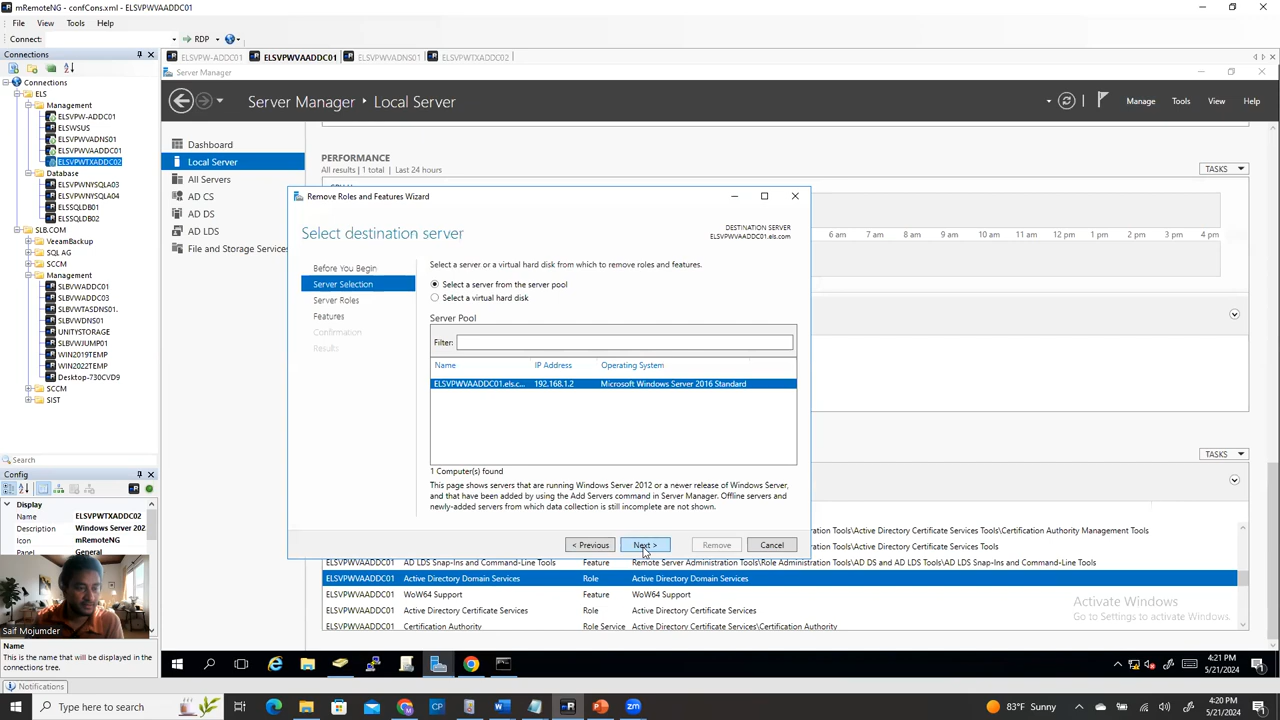 mRemoteNG - confCons.xml - ELSVPWVAADDC01
File View Tools Help
Connect: RDP
Connections
Connections
ELS
Management
ELSVPW-ADDC01
ELSWSUS
ELSVPWVADNS01
ELSVPWVAADDC01
ELSVPWTXADDC02
Database
ELSVPWNYSQLA03
ELSVPWNYSQLA04
ELSSQLDB01
ELSSQLDB02
SLB.COM
VeeamBackup
SQL AG
SCCM
Management
SLBVWADDC01
SLBVWADDC03
SLBVWTASDNS01.
SLBVWDNS01
UNITYSTORAGE
SLBVWJUMP01
WIN2019TEMP
WIN2022TEMP
Desktop-730CVD9
SCCM
SIST
Search
Config
Display
Name ELSVPWTXADDC02
Description Windows Server 202
Icon mRemoteNG
Panel General
Saif Mojumder
Name
This is the name that will be displayed in the connections tree.
Notifications
ELSVPW-ADDC01 ELSVPWVAADDC01 ELSVPWVADNS01 ELSVPWTXADDC02
Server Manager
Server Manager Local Server
Manage Tools View Help
Dashboard
Local Server
All Servers
AD CS
AD DS
AD LDS
File and Storage Services
PERFORMANCE
All results | 1 total | Last 24 hours
TASKS
6 am 7 am 8 am 9 am 10 am 11 am 12 pm 1 pm 2 pm 3 pm 4 pm
Remove Roles and Features Wizard
Select destination server
DESTINATION SERVER
ELSVPWVAADDC01.els.com
Before You Begin
Server Selection
Server Roles
Features
Confirmation
Results
Select a server or a virtual hard disk from which to remove roles and features.
Select a server from the server pool
Select a virtual hard disk
Server Pool
Filter:
Name IP Address Operating System
ELSVPWVAADDC01.els.c... 192.168.1.2 Microsoft Windows Server 2016 Standard
1 Computer(s) found
This page shows servers that are running Windows Server 2012 or a newer release of Windows Server,
and that have been added by using the Add Servers command in Server Manager. Offline servers and
newly-added servers from which data collection is still incomplete are not shown.
< Previous Next > Remove Cancel
TASKS
ration Tools\Active Directory Certificate Services Tools\Certification Authority Management Tools
ration Tools\Active Directory Certificate Services Tools
ELSVPWVAADDC01 AD LDS Snap-Ins and Command-Line Tools Feature Remote Server Administration Tools\Role Administration Tools\AD DS and AD LDS Tools\AD LDS Snap-Ins and Command-Line Tools
ELSVPWVAADDC01 Active Directory Domain Services Role Active Directory Domain Services
ELSVPWVAADDC01 WoW64 Support Feature WoW64 Support
ELSVPWVAADDC01 Active Directory Certificate Services Role Active Directory Certificate Services
ELSVPWVAADDC01 Certification Authority Role Service Active Directory Certificate Services\Certification Authority
Activate Windows
Go to Settings to activate Windows.
4:21 PM
5/21/2024
Type here to search
83°F Sunny
4:20 PM
5/21/2024